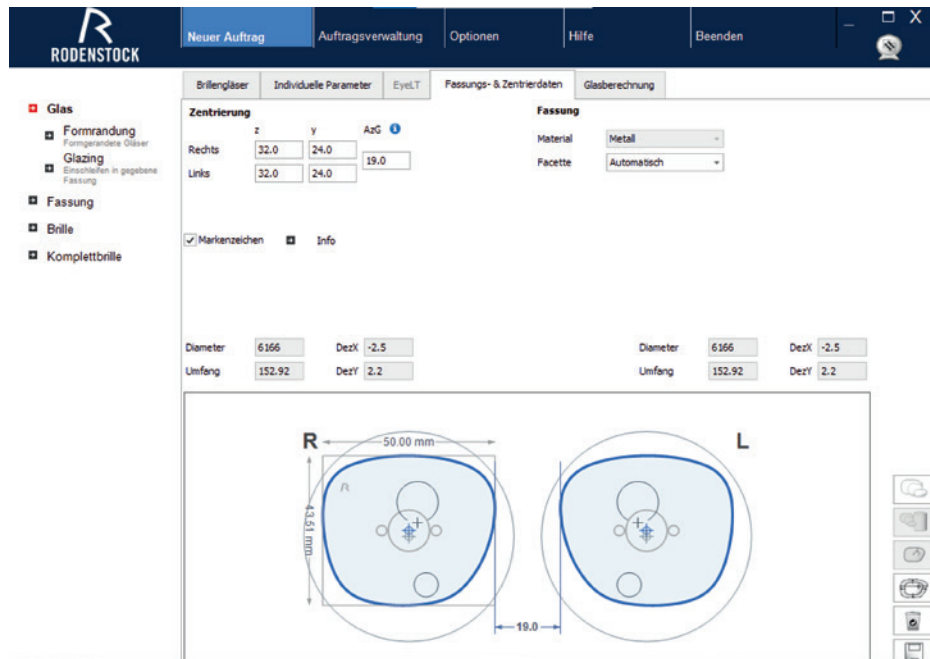 RODENSTOCK
Neuer Auftrag Auftragsverwaltung Optionen Hilfe Beenden
Brillengläser Individuelle Parameter EyeLT Fassungs- & Zentrierdaten Glasberechnung
Glas
Formrandung
Formgerandete Gläser
Glazing
Einschleifen in gegebene
Fassung
Fassung
Brille
Komplettbrille
Zentrierung
z y AzG
Rechts 32.0 24.0
19.0
Links 32.0 24.0
Fassung
Material Metall
Facette Automatisch
Markenzeichen Info
Diameter 6166 DezX -2.5
Umfang 152.92 DezY 2.2
Diameter 6166 DezX -2.5
Umfang 152.92 DezY 2.2
R 50.00 mm L
43.51 mm
19.0